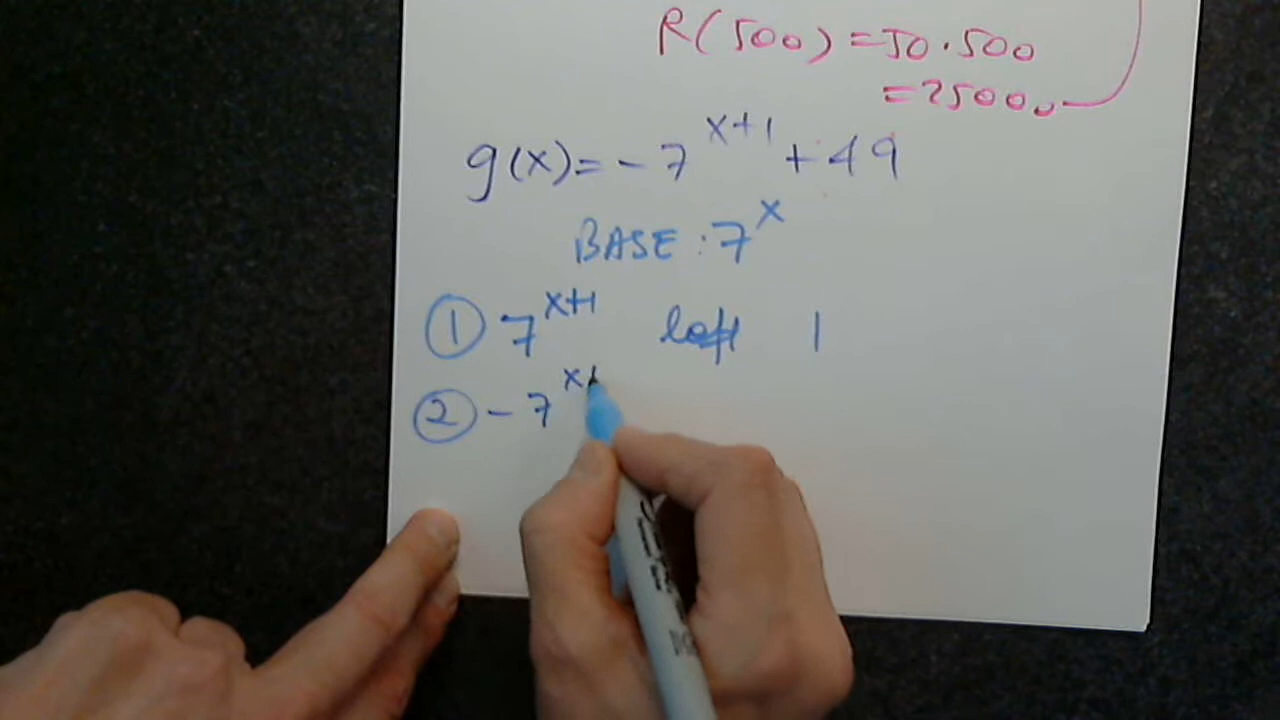 R(500) = 50.500
= 25000
g(x) = -7^{x+1} + 49
BASE : 7^x
① 7^{x+1} left 1
② -7^{x+